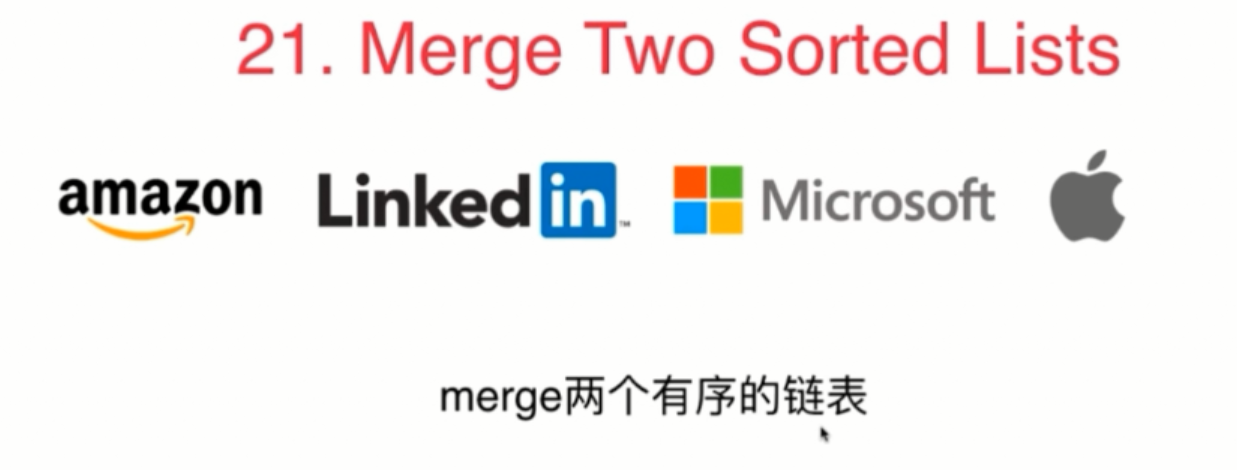 21. Merge Two Sorted Lists
amazon LinkedIn™ Microsoft
merge两个有序的链表